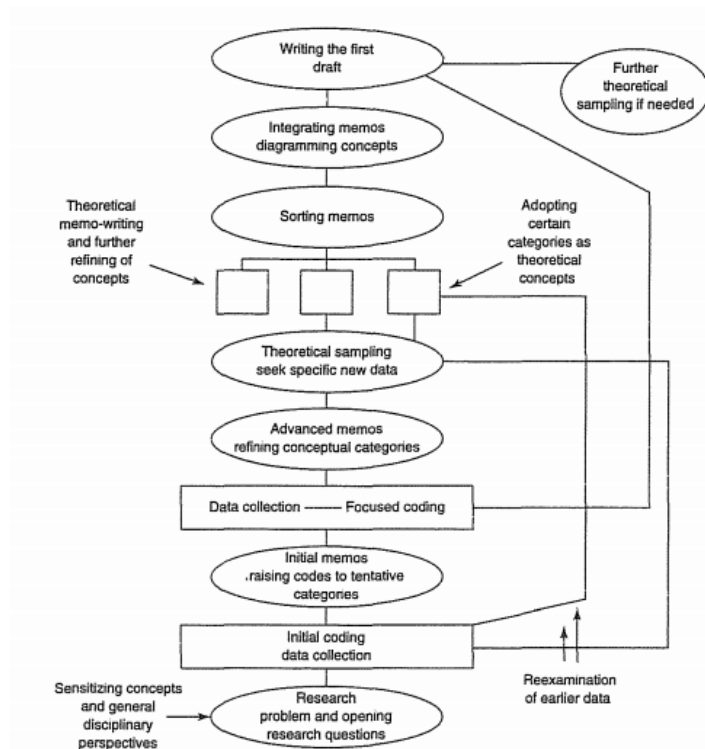 Writing the first
draft
Further
theoretical
sampling if needed
Integrating memos
diagramming concepts
Theoretical
memo-writing
and further
refining of
concepts
Sorting memos
Adopting
certain
categories as
theoretical
concepts
Theoretical sampling
seek specific new data
Advanced memos
refining conceptual categories
Data collection ------- Focused coding
Initial memos
raising codes to tentative
categories
Initial coding
data collection
Reexamination
of earlier data
Sensitizing concepts
and general
disciplinary
perspectives
Research
problem and opening
research questions